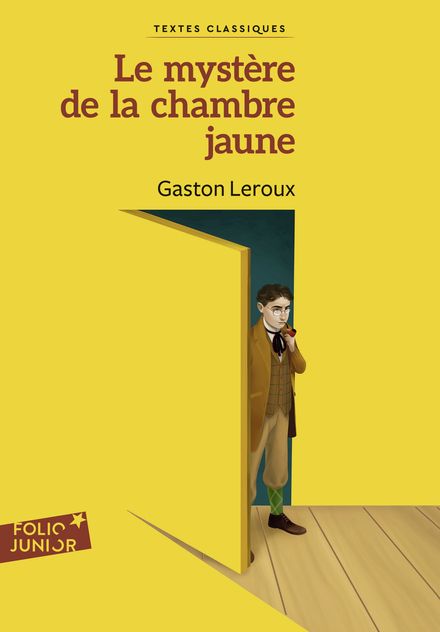 TEXTES CLASSIQUES
Le mystère
de la chambre
jaune
Gaston Leroux
FOLIO
JUNIOR